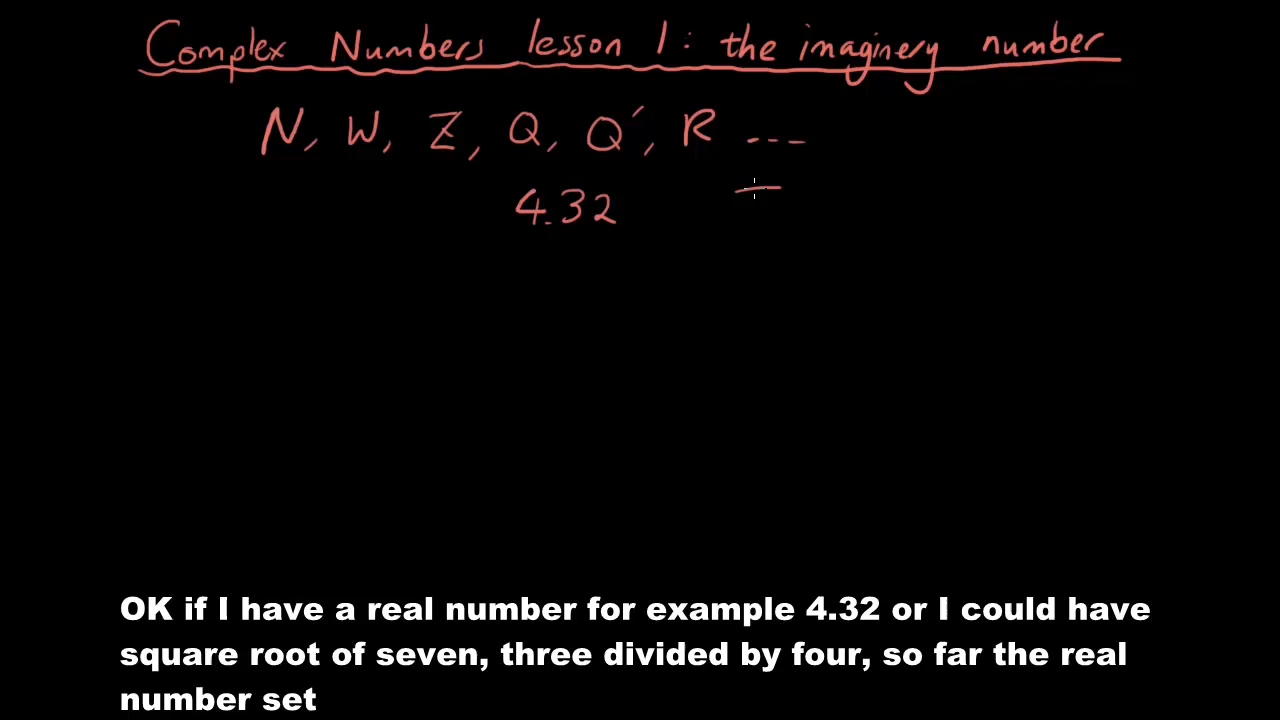 Complex Numbers lesson 1: the imaginery number
N, W, Z, Q, Q′, R ---
4.32
OK if I have a real number for example 4.32 or I could have
square root of seven, three divided by four, so far the real
number set